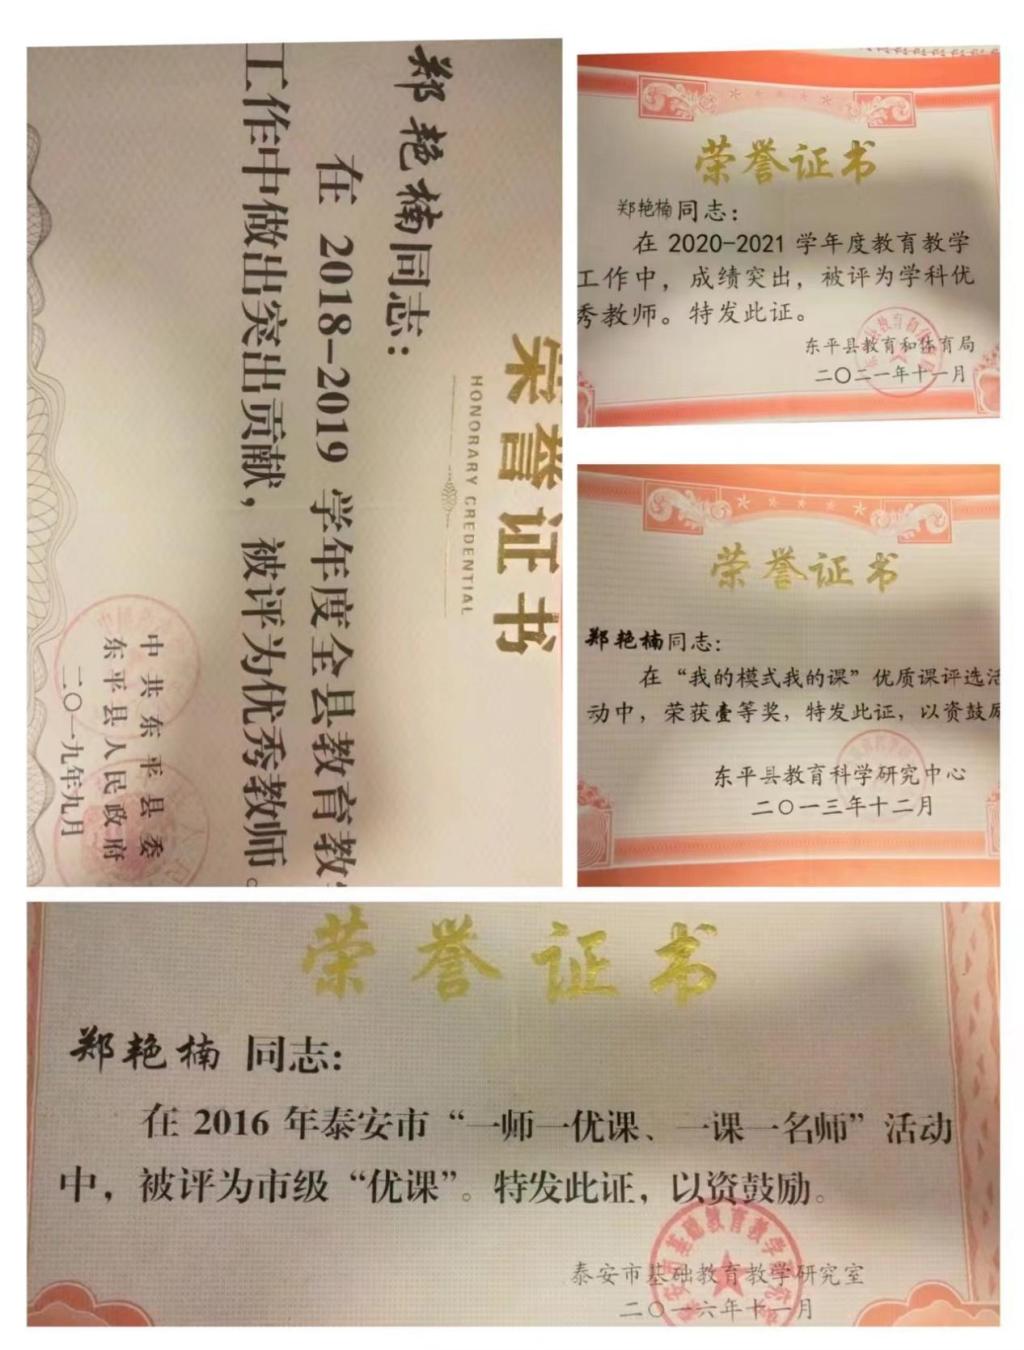 荣誉证书
HONORARY CREDENTIAL
郑艳楠同志：
在 2018-2019 学年度全县教育教
工作中做出突出贡献，被评为优秀教师。
中共东平县委
东平县人民政府
二〇一九年九月
荣誉证书
郑艳楠同志：
在 2020-2021 学年度教育教学
工作中，成绩突出，被评为学科优
秀教师。特发此证。
东平县教育和体育局
二〇二一年十一月
荣誉证书
郑艳楠同志：
在“我的模式我的课”优质课评选活
动中，荣获壹等奖，特发此证，以资鼓励
东平县教育科学研究中心
二〇一三年十二月
荣誉证书
郑艳楠 同志：
在 2016 年泰安市“一师一优课、一课一名师”活动
中，被评为市级“优课”。特发此证，以资鼓励。
泰安市基础教育教学研究室
二〇一六年十一月